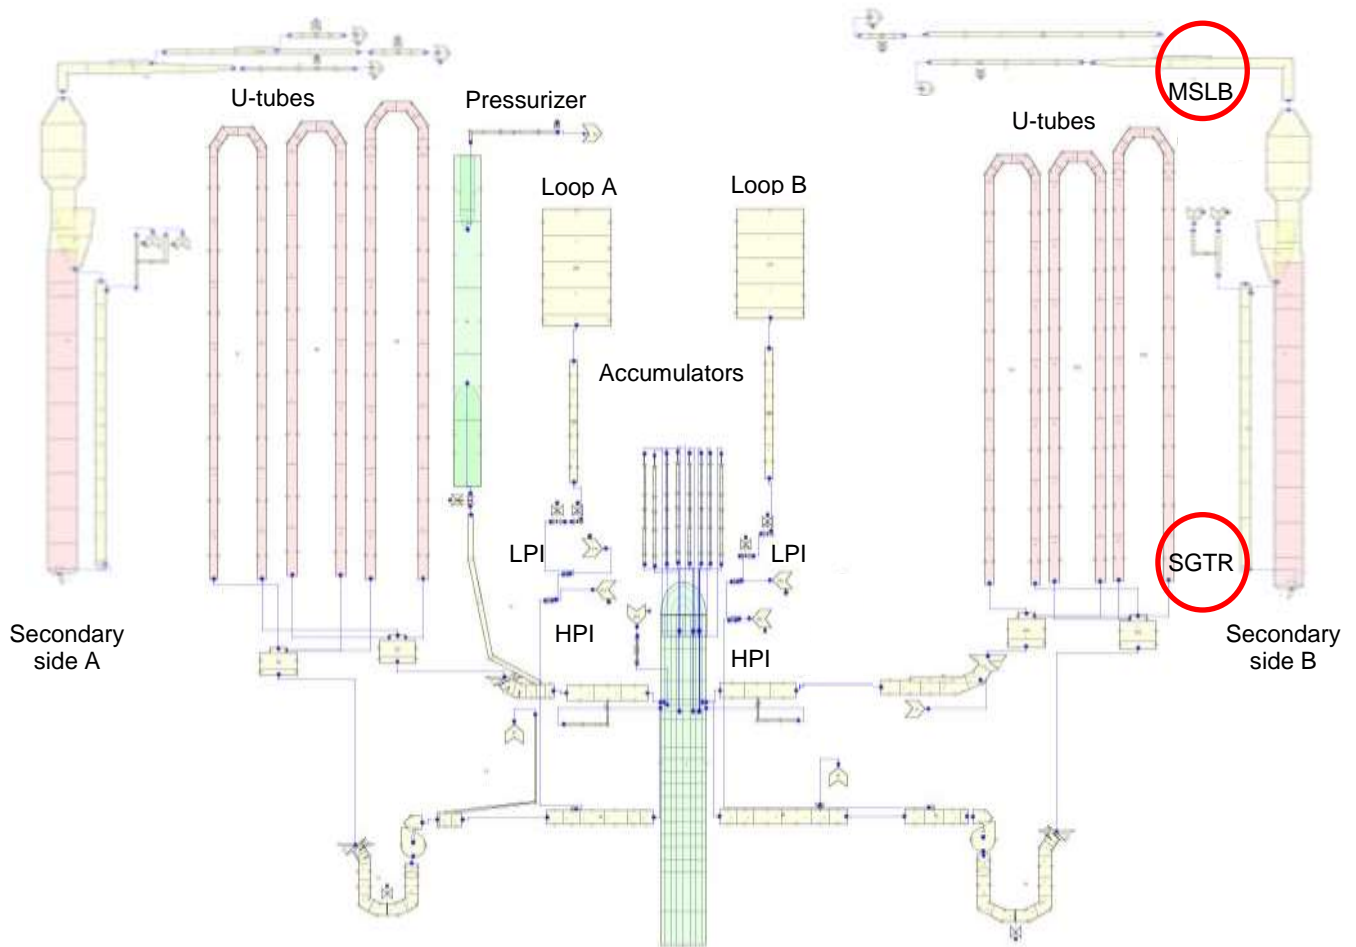 MSLB
U-tubes
Pressurizer
U-tubes
Loop A
Loop B
Accumulators
LPI
LPI
SGTR
HPI
HPI
Secondary
side A
Secondary
side B